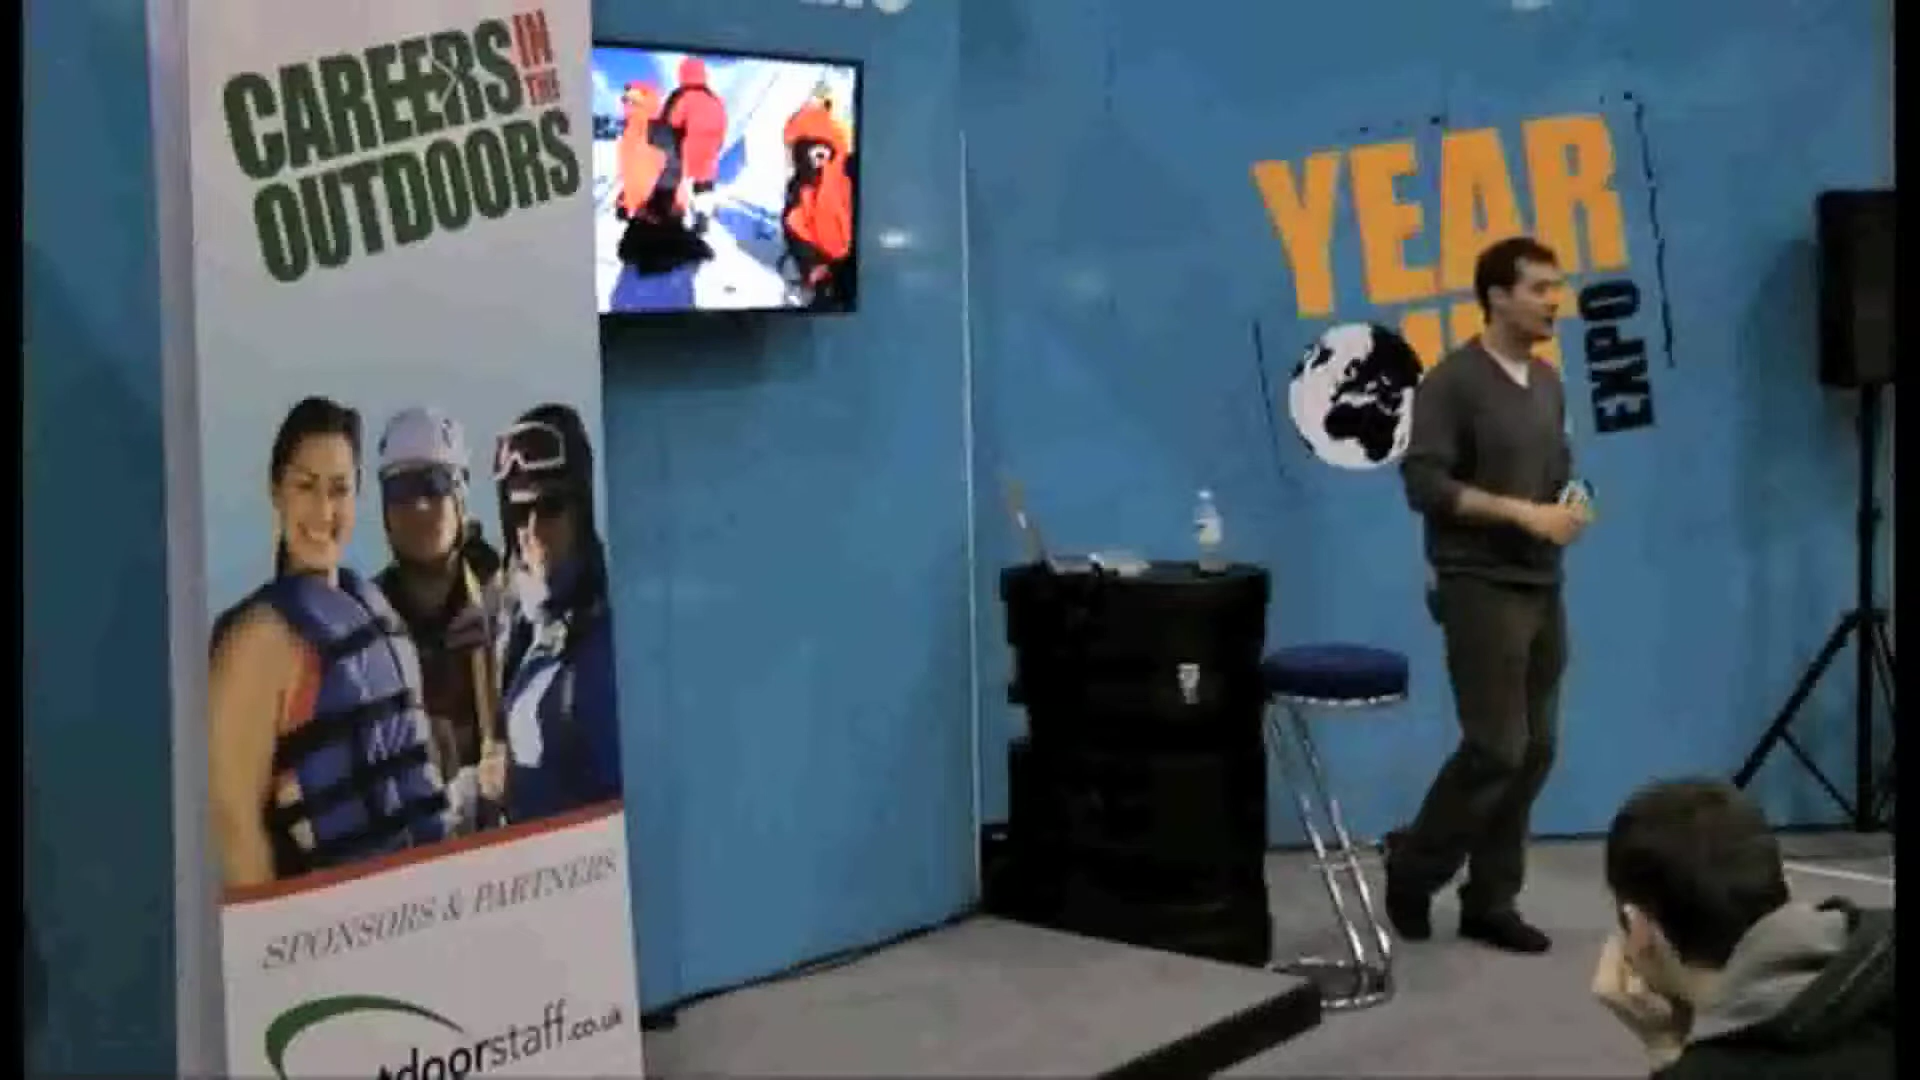 CAREERS IN
THE
OUTDOORS
SPONSORS & PARTNERS
tdoorstaff.co.uk
YEAR
EXPO